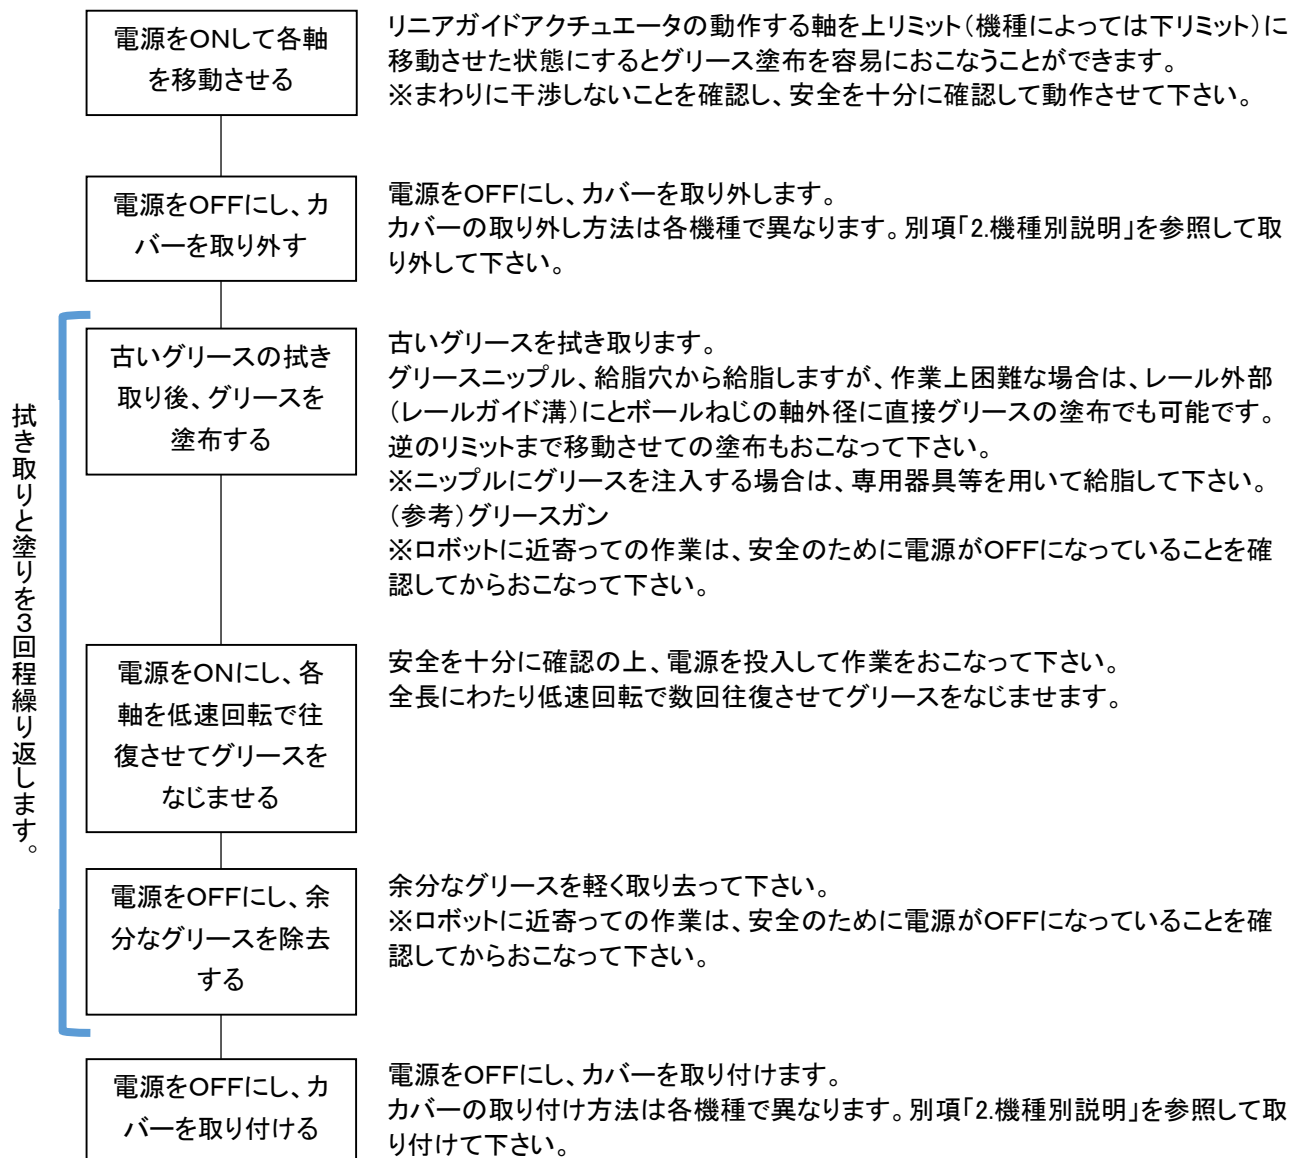 電源をONして各軸
を移動させる
リニアガイドアクチュエータの動作する軸を上リミット（機種によっては下リミット）に
移動させた状態にするとグリース塗布を容易におこなうことができます。
※まわりに干渉しないことを確認し、安全を十分に確認して動作させて下さい。
電源をOFFにし、カ
バーを取り外す
電源をOFFにし、カバーを取り外します。
カバーの取り外し方法は各機種で異なります。別項「2.機種別説明」を参照して取
り外して下さい。
拭き取りと塗りを３回程繰り返します。
古いグリースの拭き
取り後、グリースを
塗布する
古いグリースを拭き取ります。
グリースニップル、給脂穴から給脂しますが、作業上困難な場合は、レール外部
（レールガイド溝）にとボールねじの軸外径に直接グリースの塗布でも可能です。
逆のリミットまで移動させての塗布もおこなって下さい。
※ニップルにグリースを注入する場合は、専用器具等を用いて給脂して下さい。
（参考）グリースガン
※ロボットに近寄っての作業は、安全のために電源がOFFになっていることを確
認してからおこなって下さい。
電源をONにし、各
軸を低速回転で往
復させてグリースを
なじませる
安全を十分に確認の上、電源を投入して作業をおこなって下さい。
全長にわたり低速回転で数回往復させてグリースをなじませます。
電源をOFFにし、余
分なグリースを除去
する
余分なグリースを軽く取り去って下さい。
※ロボットに近寄っての作業は、安全のために電源がOFFになっていることを確
認してからおこなって下さい。
電源をOFFにし、カ
バーを取り付ける
電源をOFFにし、カバーを取り付けます。
カバーの取り付け方法は各機種で異なります。別項「2.機種別説明」を参照して取
り付けて下さい。